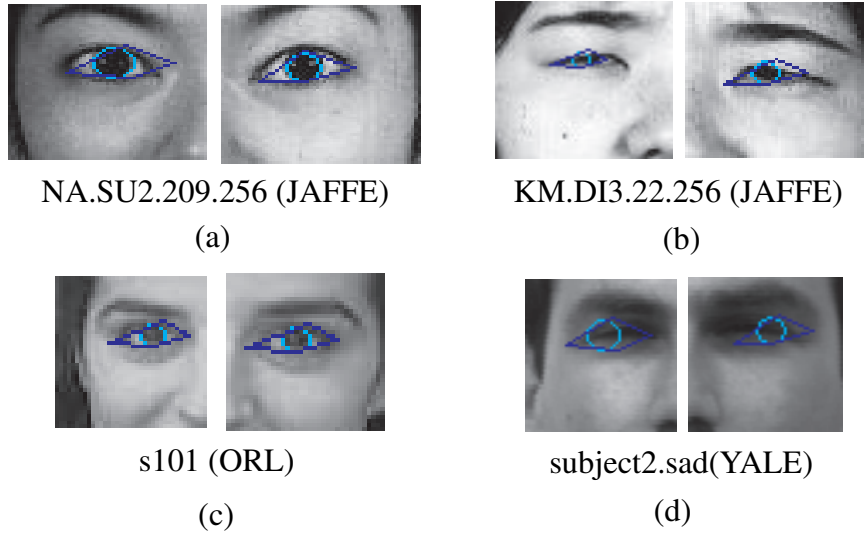 NA.SU2.209.256 (JAFFE)
(a)
KM.DI3.22.256 (JAFFE)
(b)
s101 (ORL)
(c)
subject2.sad(YALE)
(d)